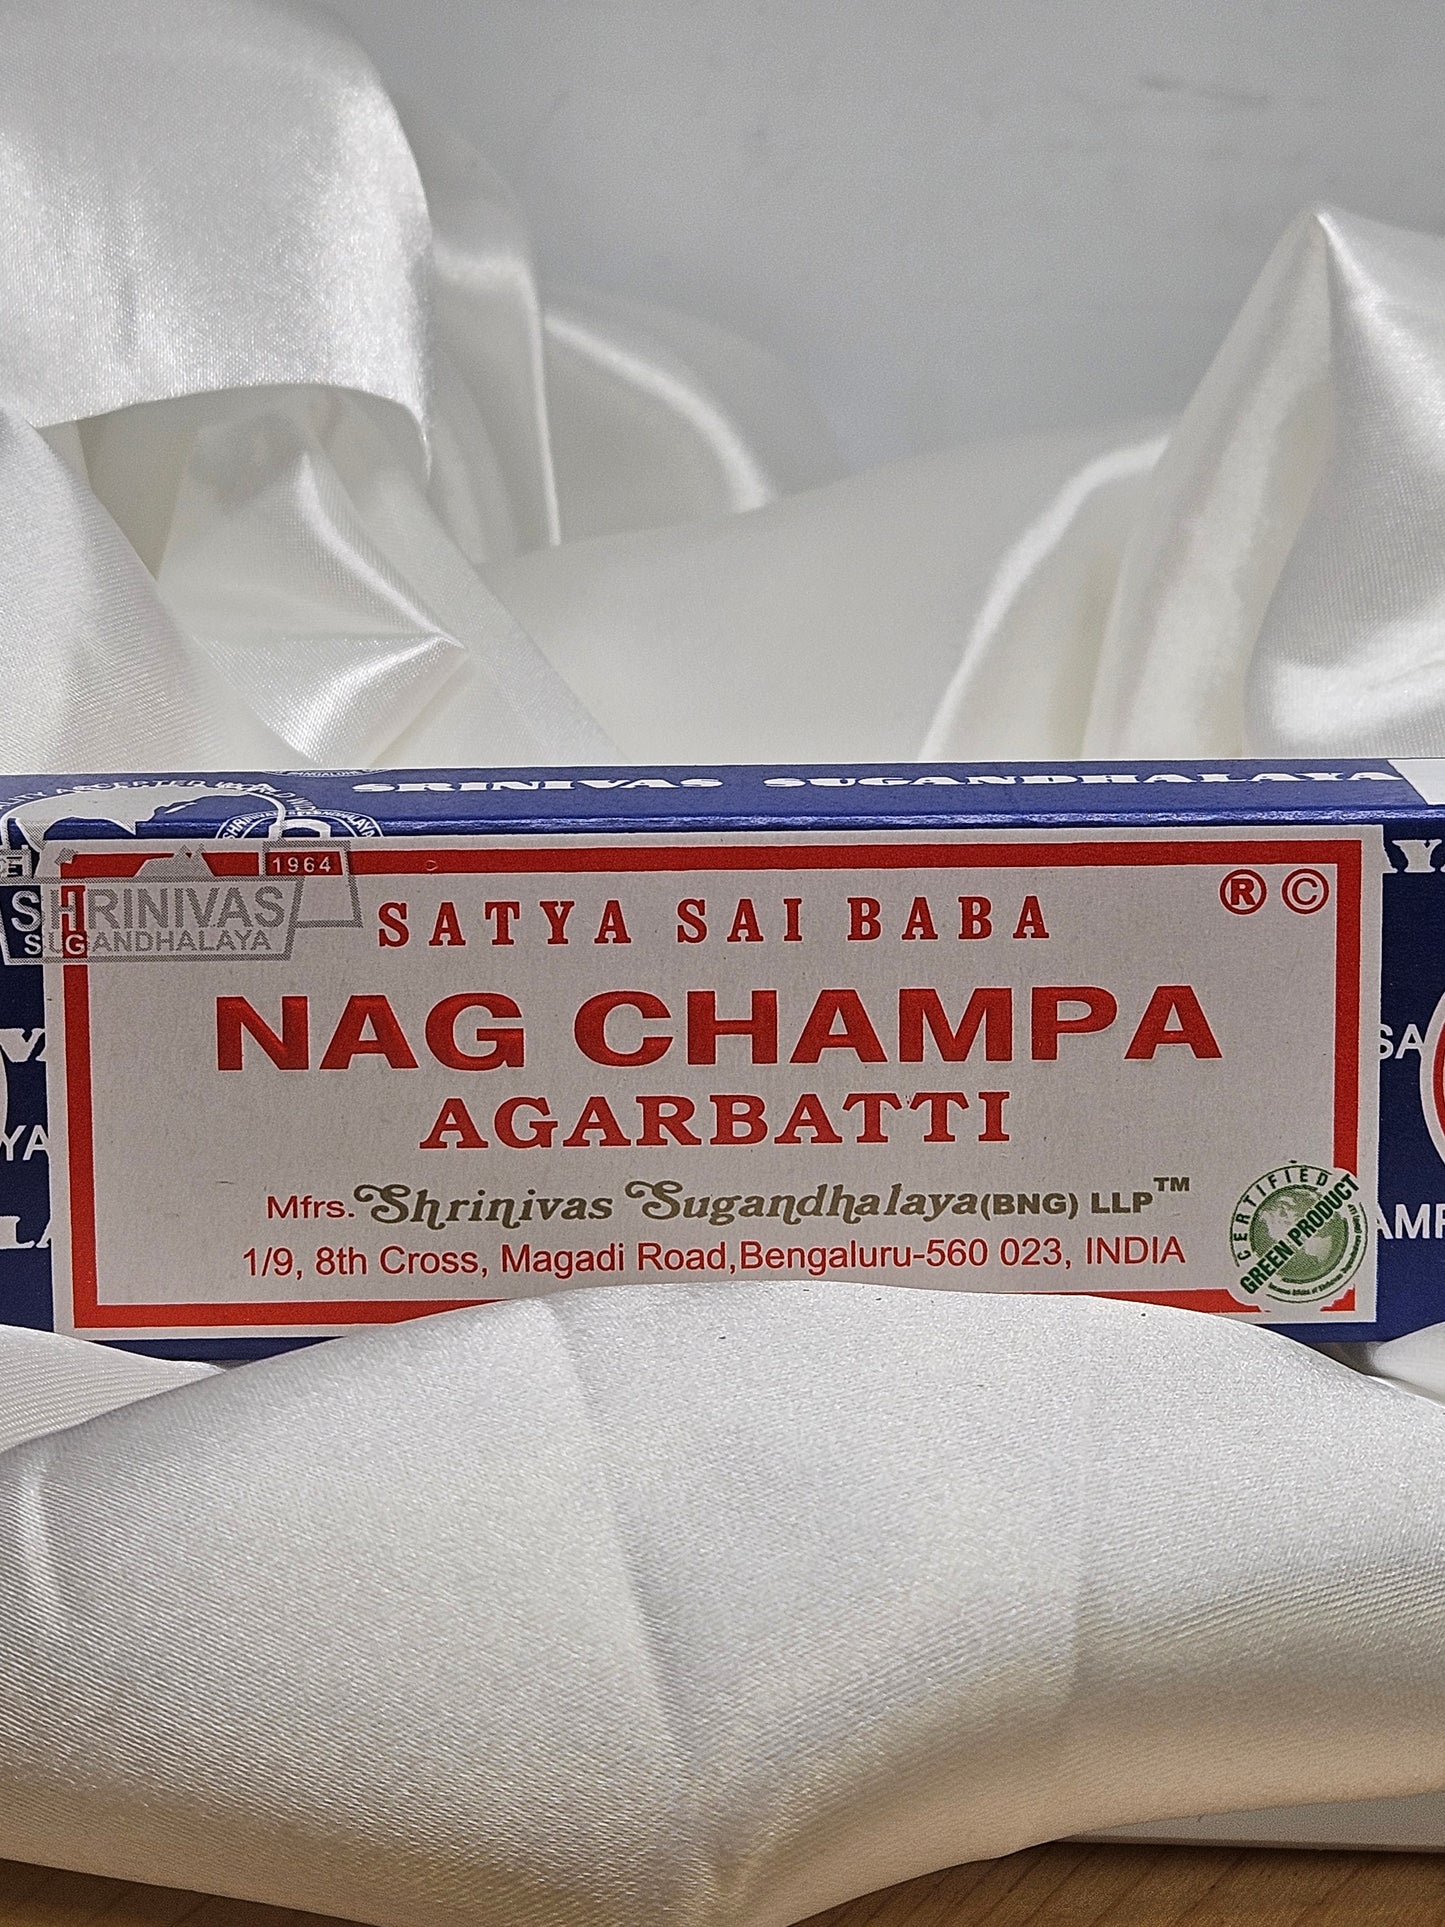 SRINIVAS SUGANDHALAYA
1964
SHRINIVAS
SUGANDHALAYA
® ©
SATYA SAI BABA
NAG CHAMPA
AGARBATTI
Mfrs. Shrinivas Sugandhalaya (BNG) LLP™
1/9, 8th Cross, Magadi Road, Bengaluru-560 023, INDIA
CERTIFIED
GREEN PRODUCT